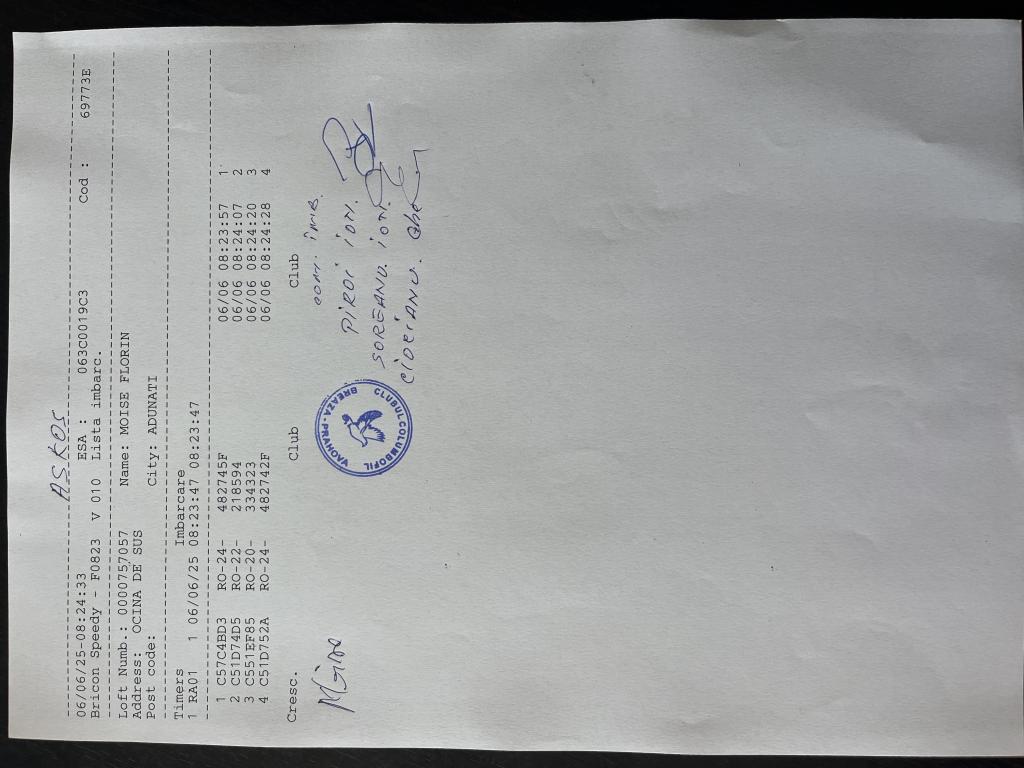 ASKOS
06/06/25-08:24:33 ESA : 063C0019C3 Cod : 69773E
Bricon Speedy - F0823 V 010 Lista imbarc.
Loft Numb.: 0000757057 Name: MOISE FLORIN
Address: OCINA DE SUS
Post code: City: ADUNATI
Timers Imbarcare
1 RA01 1 06/06/25 08:23:47 08:23:47
1 C57C4BD3 RO-24- 482745F 06/06 08:23:57 1
2 C51D74D5 RO-22- 218594 06/06 08:24:07 2
3 C551EF85 RO-20- 334323 06/06 08:24:20 3
4 C51D752A RO-24- 482742F 06/06 08:24:28 4
Cresc. Club Club
com. imb.
PIROI ION.
SOREANU. ION.
CIOCIANU. Ghe
CLUBUL COLUMBOFIL
BREAZA-PRAHOVA